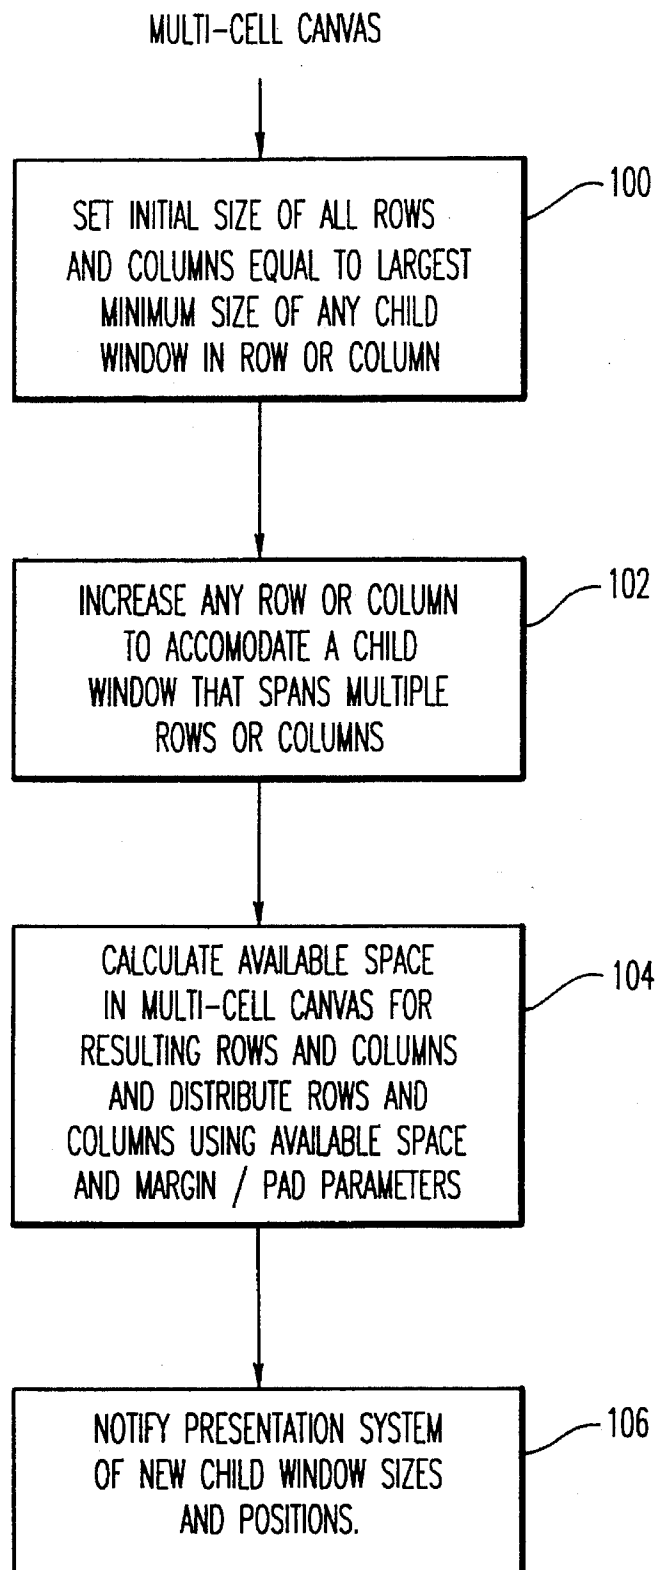 MULTI-CELL CANVAS
100
SET INITIAL SIZE OF ALL ROWS
AND COLUMNS EQUAL TO LARGEST
MINIMUM SIZE OF ANY CHILD
WINDOW IN ROW OR COLUMN
102
INCREASE ANY ROW OR COLUMN
TO ACCOMODATE A CHILD
WINDOW THAT SPANS MULTIPLE
ROWS OR COLUMNS
104
CALCULATE AVAILABLE SPACE
IN MULTI-CELL CANVAS FOR
RESULTING ROWS AND COLUMNS
AND DISTRIBUTE ROWS AND
COLUMNS USING AVAILABLE SPACE
AND MARGIN / PAD PARAMETERS
106
NOTIFY PRESENTATION SYSTEM
OF NEW CHILD WINDOW SIZES
AND POSITIONS.